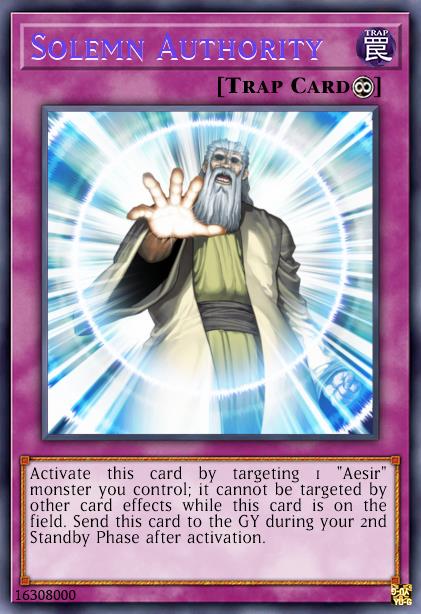 Solemn Authority
TRAP
罠
[Trap Card]
Activate this card by targeting 1 "Aesir"
monster you control; it cannot be targeted by
other card effects while this card is on the
field. Send this card to the GY during your 2nd
Standby Phase after activation.
16308000